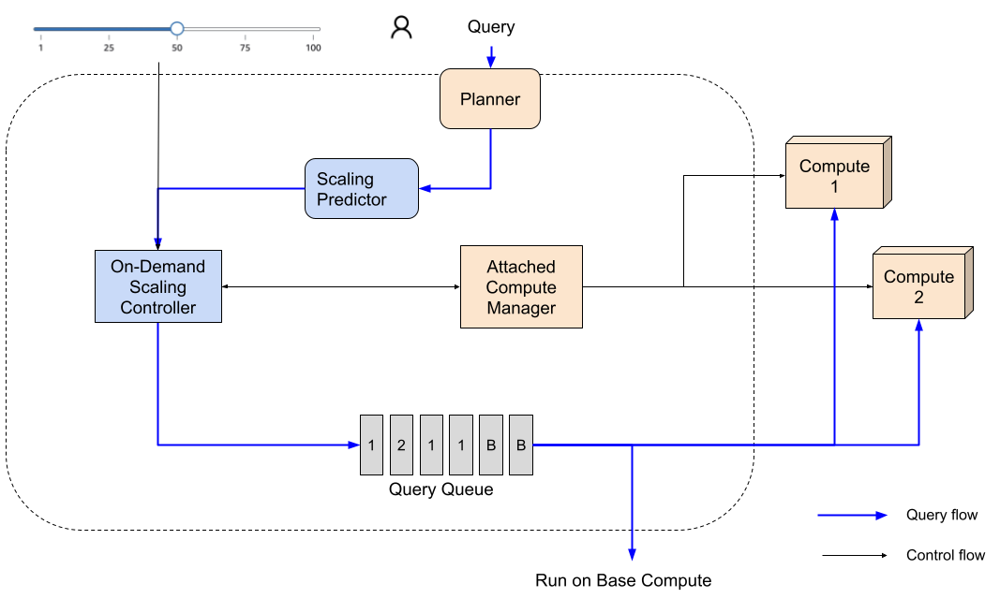 1 25 50 75 100
Query
Planner
Scaling
Predictor
Compute
1
On-Demand
Scaling
Controller
Attached
Compute
Manager
Compute
2
1 2 1 1 B B
Query Queue
Query flow
Control flow
Run on Base Compute